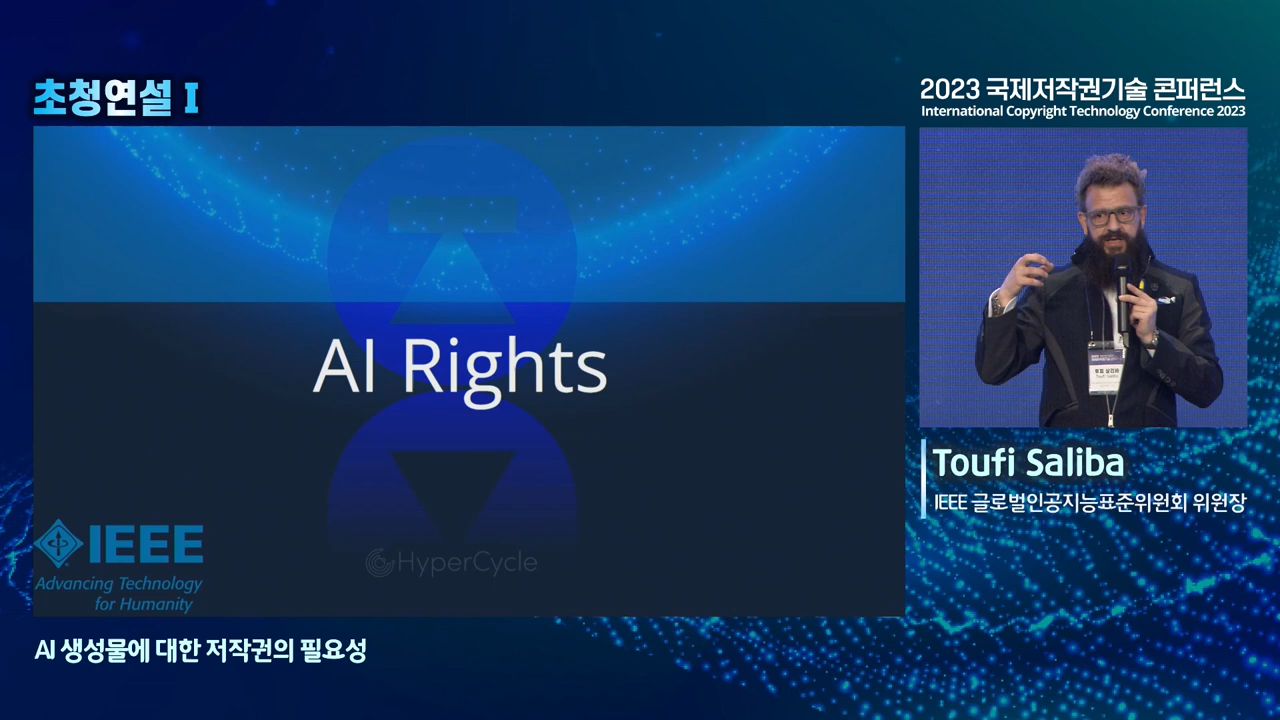 초청연설 I
2023 국제저작권기술 콘퍼런스
International Copyright Technology Conference 2023
AI Rights
IEEE
Advancing Technology
for Humanity
HyperCycle
Toufi Saliba
IEEE 글로벌인공지능표준위원회 위원장
AI 생성물에 대한 저작권의 필요성